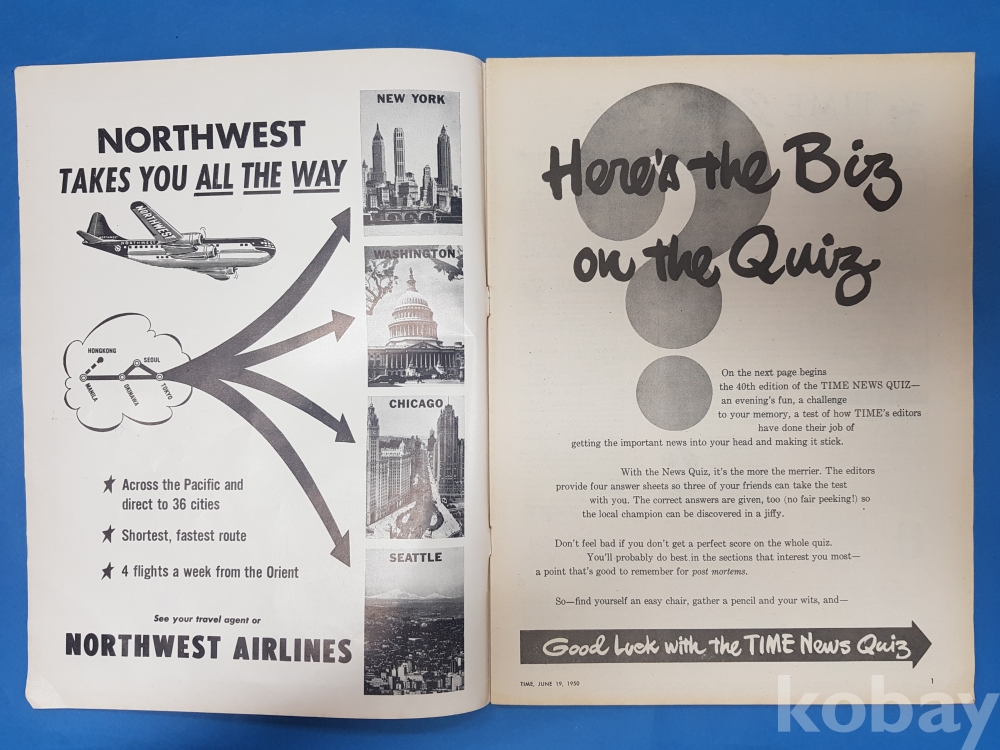 NORTHWEST
TAKES YOU ALL THE WAY
NORTHWEST
NORTHWEST
HONGKONG
SEOUL
MANILA
OKINAWA
TOKYO
Across the Pacific and
direct to 36 cities
Shortest, fastest route
4 flights a week from the Orient
See your travel agent or
NORTHWEST AIRLINES
NEW YORK
WASHINGTON
CHICAGO
SEATTLE
Here's the Biz
on the Quiz
On the next page begins
the 40th edition of the TIME NEWS QUIZ—
an evening's fun, a challenge
to your memory, a test of how TIME's editors
have done their job of
getting the important news into your head and making it stick.
With the News Quiz, it's the more the merrier. The editors
provide four answer sheets so three of your friends can take the test
with you. The correct answers are given, too (no fair peeking!) so
the local champion can be discovered in a jiffy.
Don't feel bad if you don't get a perfect score on the whole quiz.
You'll probably do best in the sections that interest you most—
a point that's good to remember for post mortems.
So—find yourself an easy chair, gather a pencil and your wits, and—
Good Luck with the TIME News Quiz
TIME, JUNE 19, 1950
1
kobay